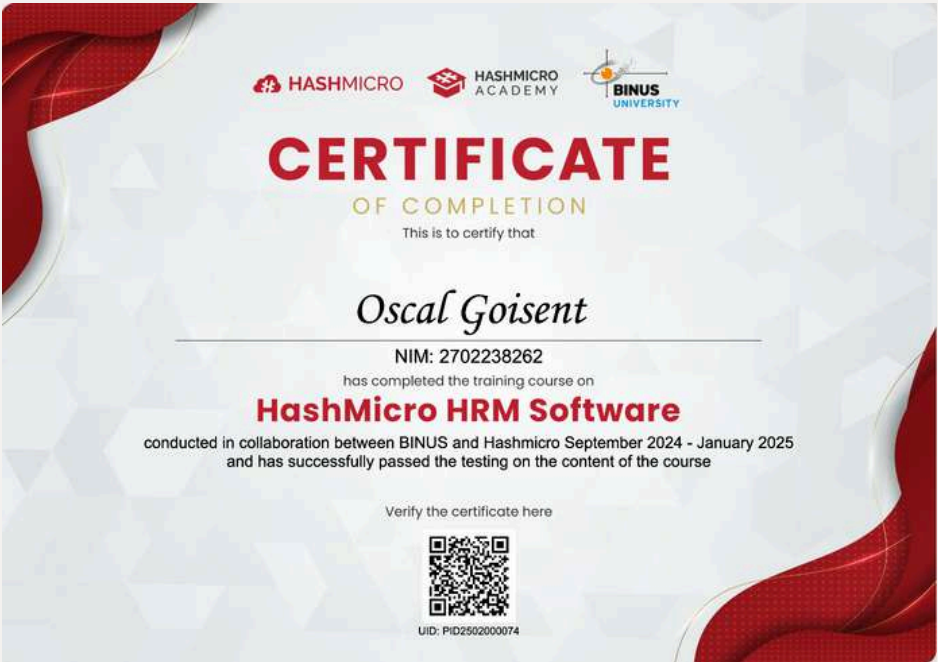 HASHMICRO
HASHMICRO
ACADEMY
BINUS
UNIVERSITY
CERTIFICATE
OF COMPLETION
This is to certify that
Oscal Goisent
NIM: 2702238262
has completed the training course on
HashMicro HRM Software
conducted in collaboration between BINUS and Hashmicro September 2024 - January 2025
and has successfully passed the testing on the content of the course
Verify the certificate here
UID: PID2502000074